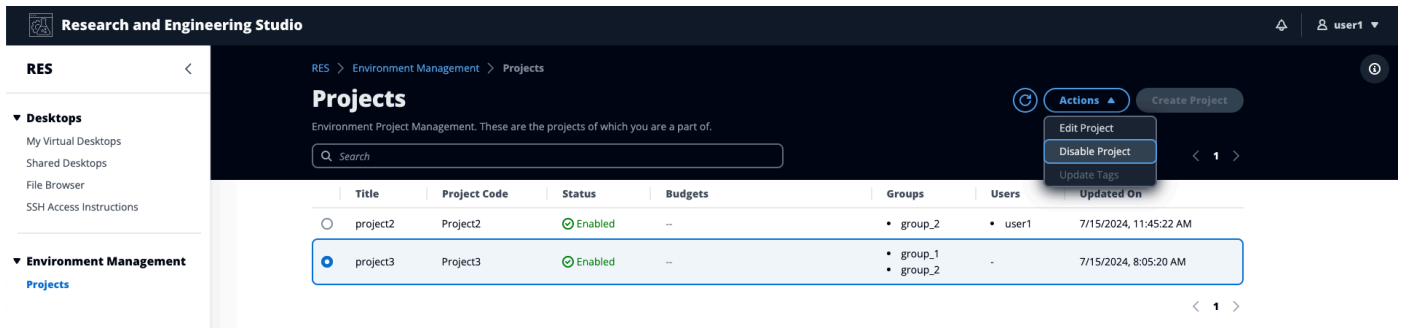 Research and Engineering Studio
user1
RES
Desktops
My Virtual Desktops
Shared Desktops
File Browser
SSH Access Instructions
Environment Management
Projects
RES > Environment Management > Projects
Projects
Environment Project Management. These are the projects of which you are a part of.
Actions
Create Project
Edit Project
Disable Project
Update Tags
Search
< 1 >
Title Project Code Status Budgets Groups Users Updated On
project2 Project2 Enabled -- • group_2 • user1 7/15/2024, 11:45:22 AM
project3 Project3 Enabled -- • group_1 - 7/15/2024, 8:05:20 AM
• group_2
< 1 >